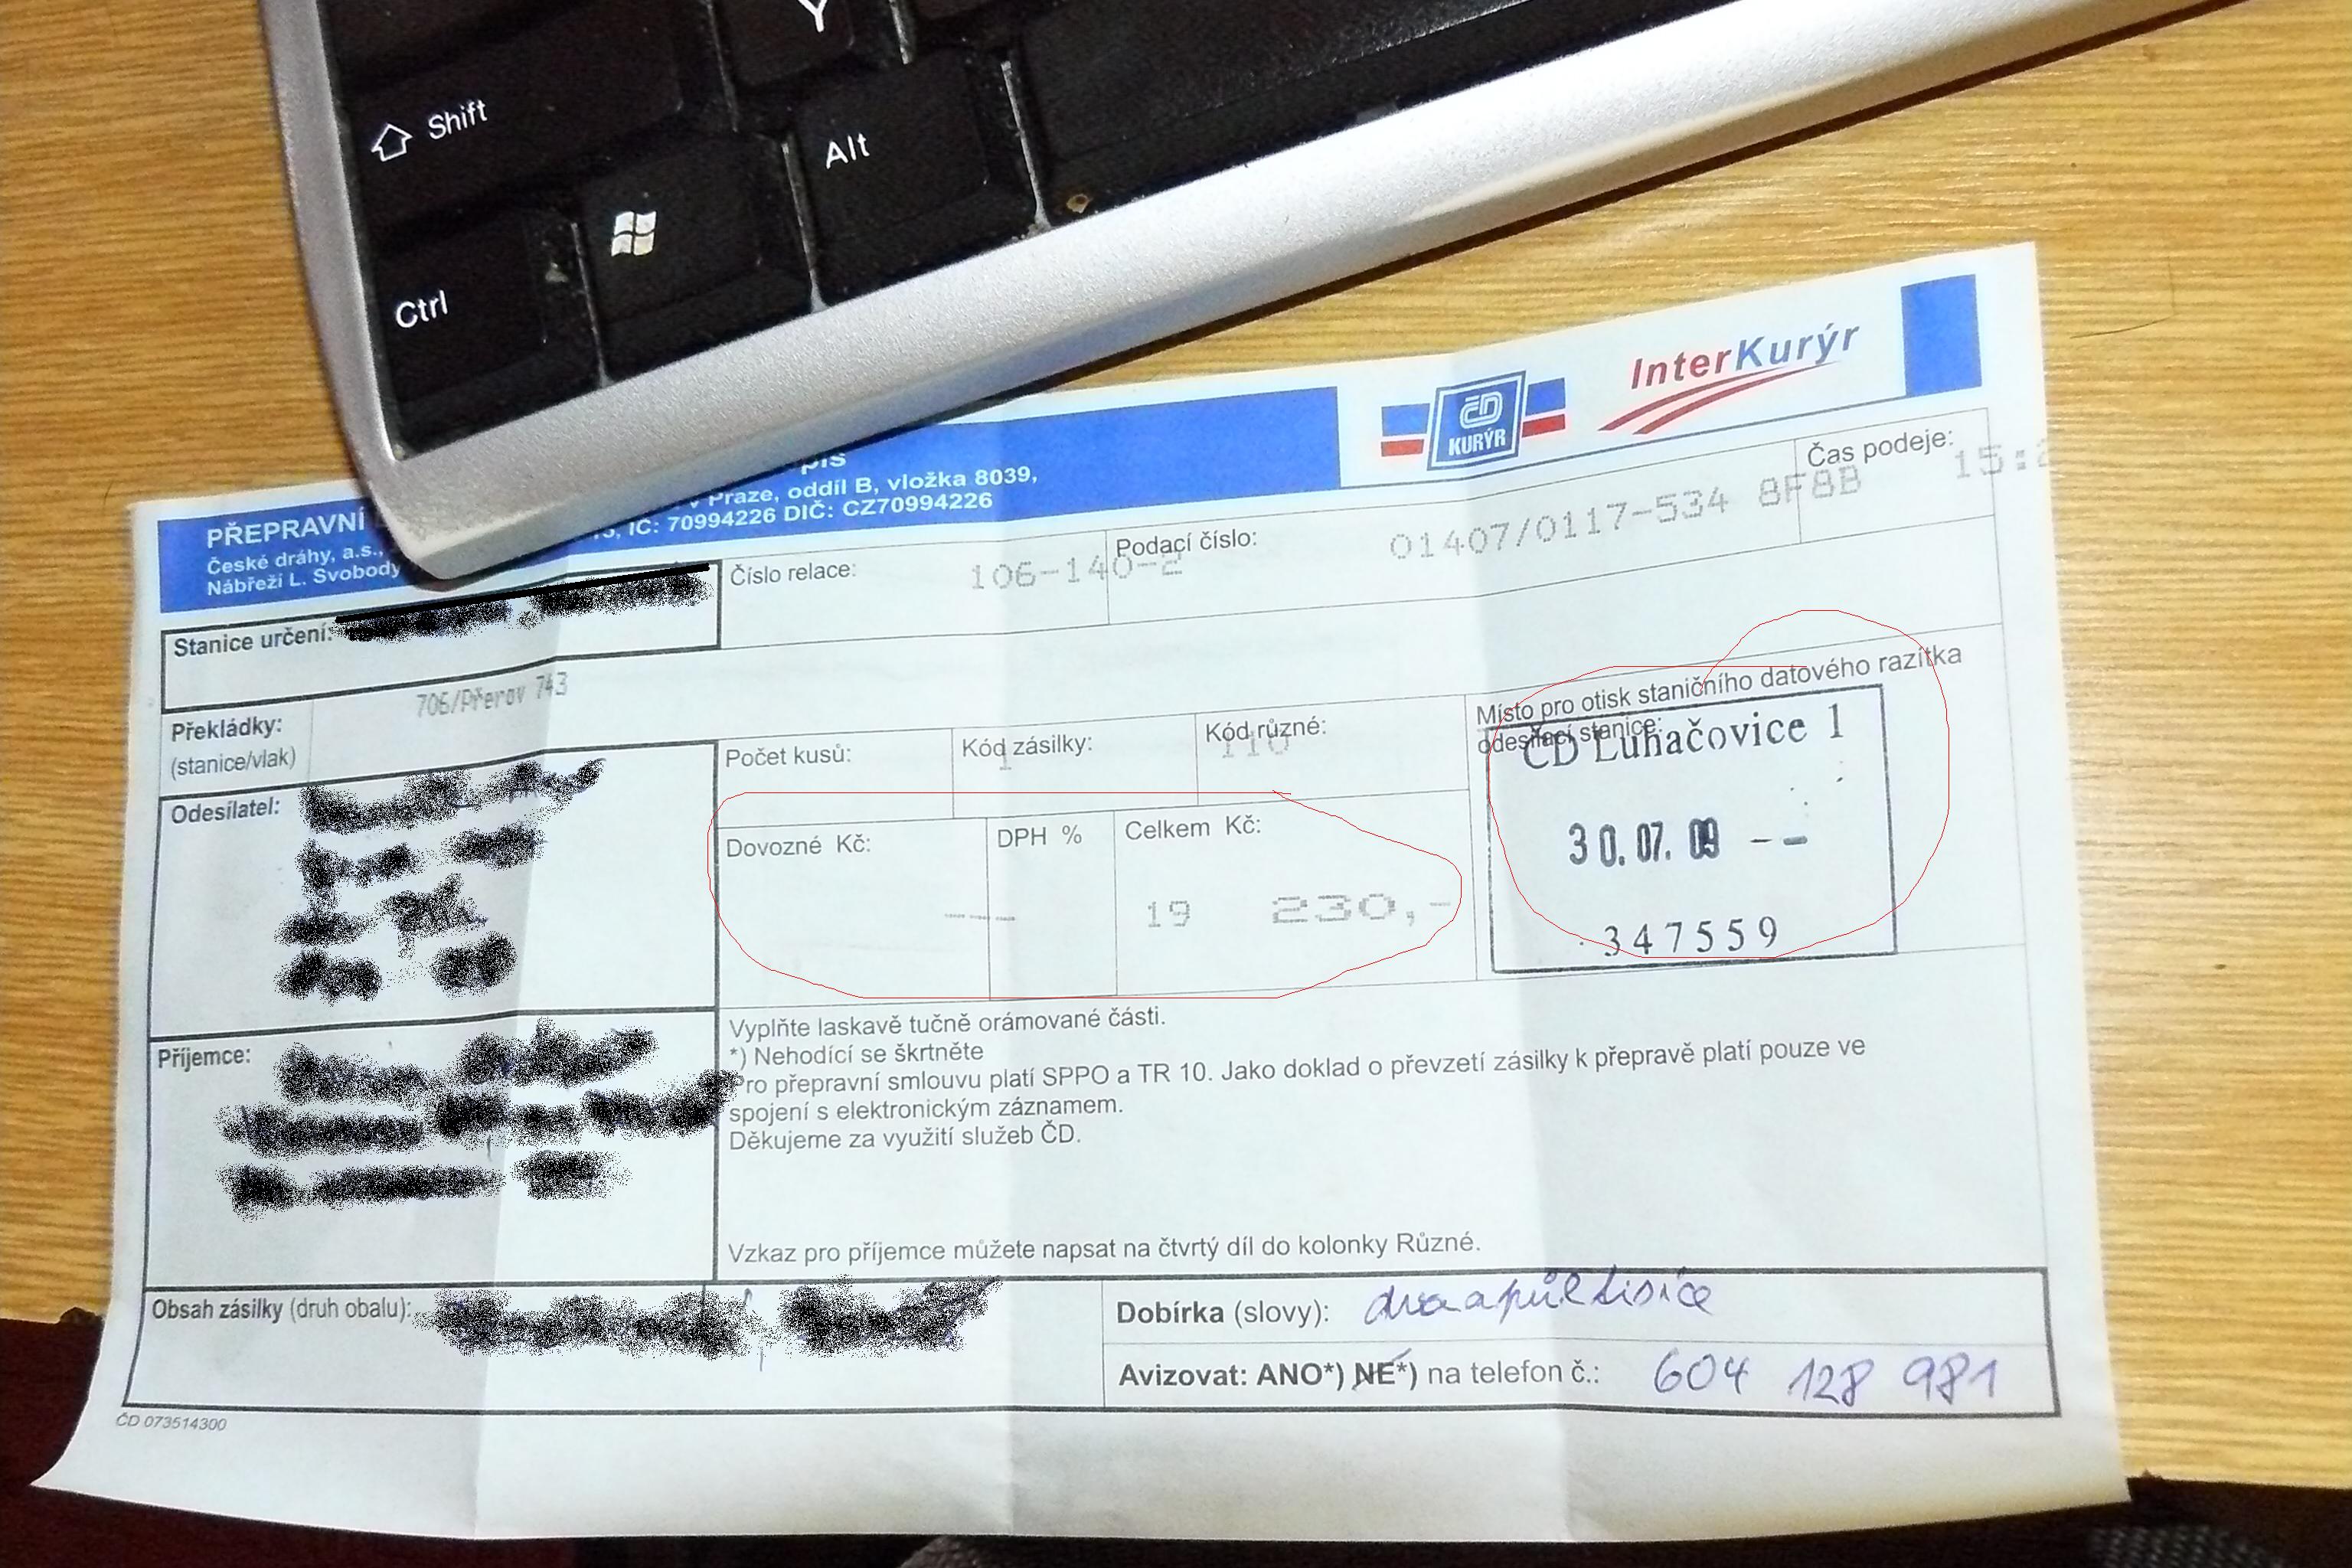 Y
Shift
Alt
Ctrl
InterKurýr
ČD
KURÝR
PŘEPRAVNÍ
České dráhy, a.s., v Praze, oddíl B, vložka 8039,
Nábřeží L. Svobody IČ: 70994226 DIČ: CZ70994226
Čas podeje:
Stanice určení:
Číslo relace: 106-140-2
Podací číslo: 01407/0117-534 8F8B
Překládky: 706/Přerov 743
(stanice/vlak)
Počet kusů:
Kód zásilky: 1
Kód různé: 110
Místo pro otisk staničního datového razítka
odesílací stanice:
ČD Luhačovice 1
30.07.09 --
347559
Odesílatel:
Dovozné Kč: ---
DPH %
Celkem Kč:
19 230,-
Příjemce:
Vyplňte laskavě tučně orámované části.
*) Nehodící se škrtněte
Pro přepravní smlouvu platí SPPO a TR 10. Jako doklad o převzetí zásilky k přepravě platí pouze ve
spojení s elektronickým záznamem.
Děkujeme za využití služeb ČD.
Vzkaz pro příjemce můžete napsat na čtvrtý díl do kolonky Různé.
Obsah zásilky (druh obalu):
Dobírka (slovy): dvaapůltisíce
Avizovat: ANO*) NE*) na telefon č.: 604 128 981
ČD 073514300